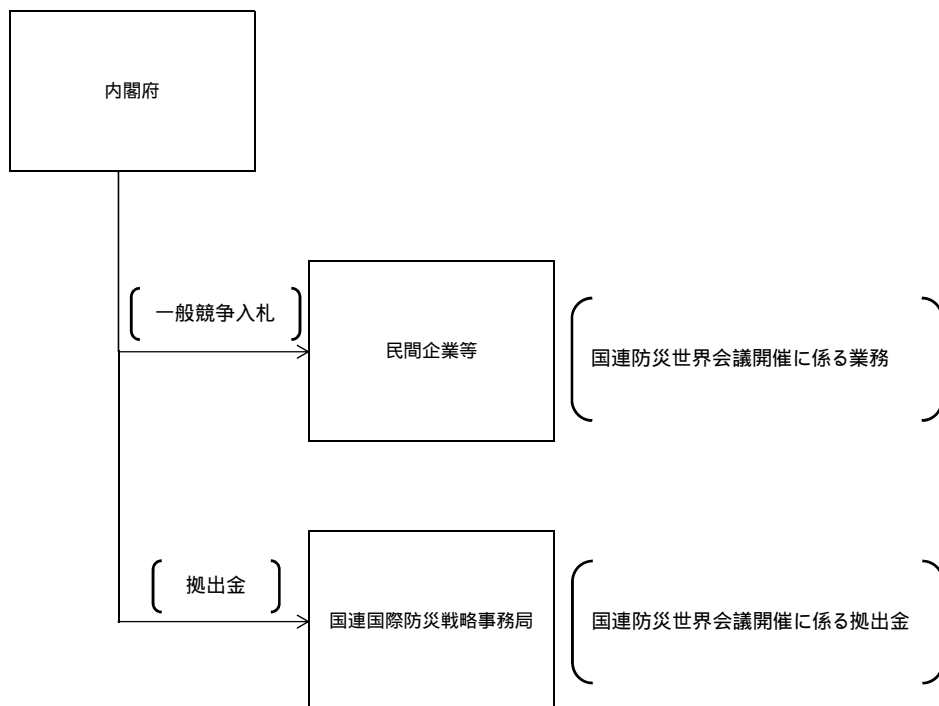 内閣府
一般競争入札
民間企業等
国連防災世界会議開催に係る業務
拠出金
国連国際防災戦略事務局
国連防災世界会議開催に係る拠出金